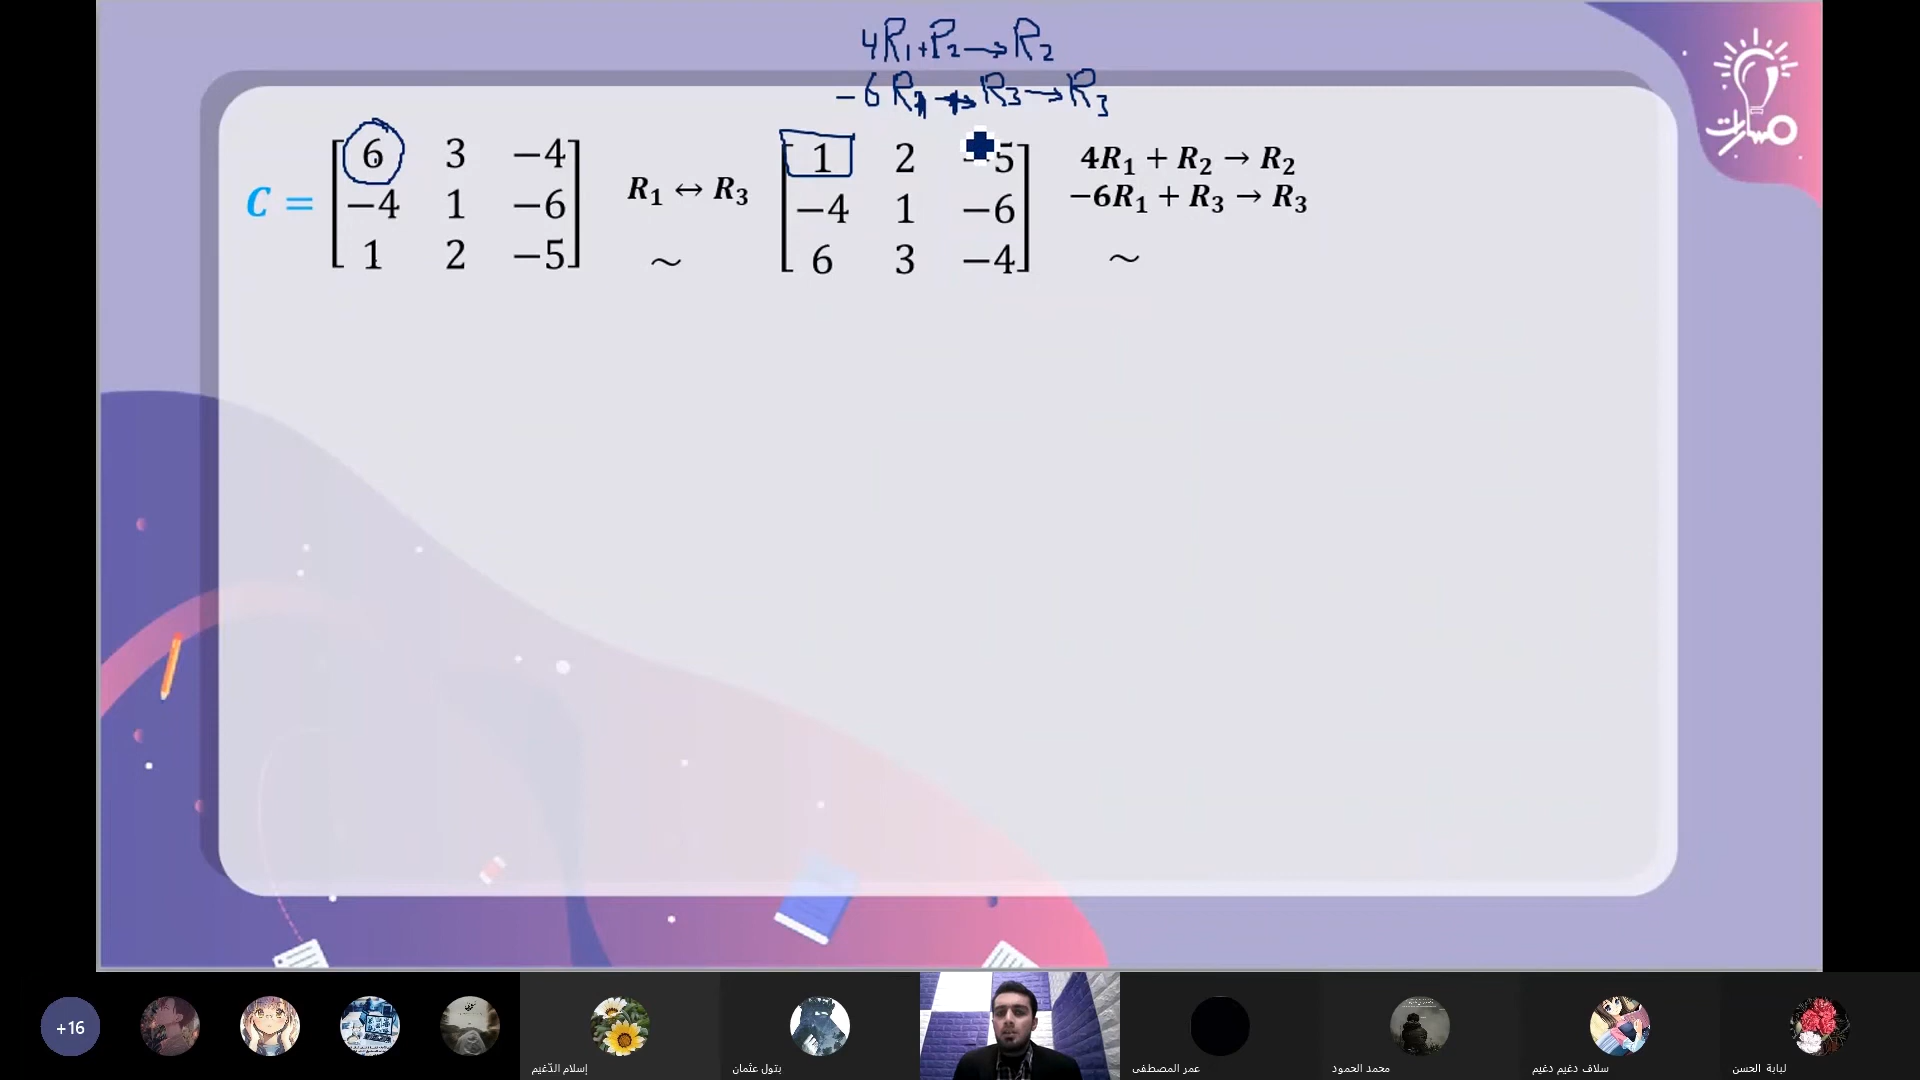 4R₁+R₂→R₂
-6R₁+R₃→R₃
C = [6 3 −4]
[−4 1 −6]
[1 2 −5]
R₁ ↔ R₃
~
[1 2 −5]
[−4 1 −6]
[6 3 −4]
4R₁ + R₂ → R₂
−6R₁ + R₃ → R₃
~
مسارات
+16
إسلام الدّغيم
بتول عثمان
عمر المصطفى
محمد الحمود
سلاف دغيم دغيم
لبابة الحسن